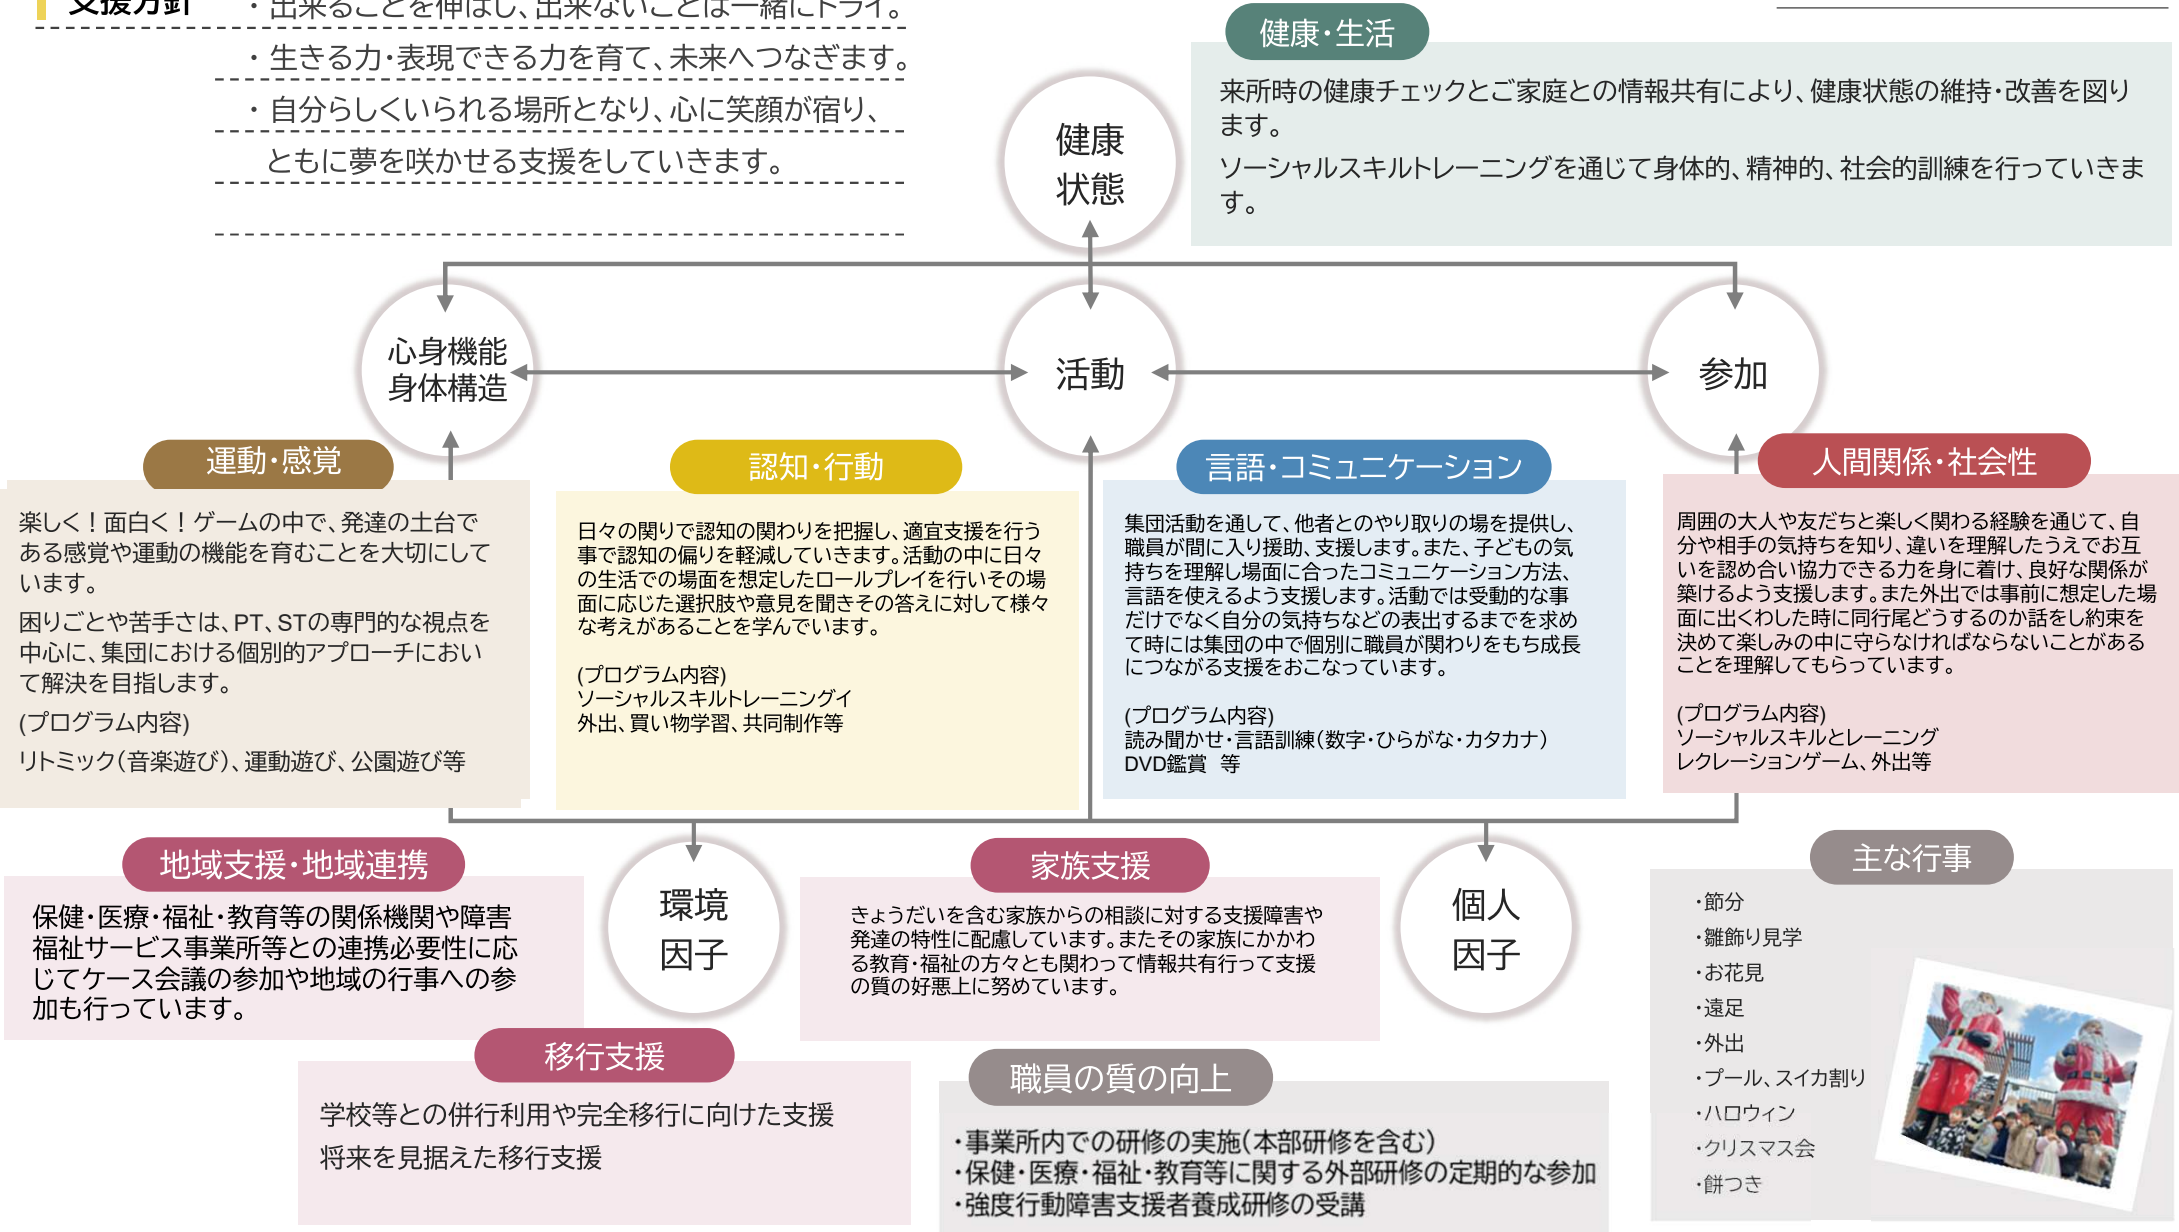 支援方針
・出来ることを伸ばし、出来ないことは一緒にトライ。
・生きる力・表現できる力を育て、未来へつなぎます。
・自分らしくいられる場所となり、心に笑顔が宿り、
ともに夢を咲かせる支援をしていきます。
健康・生活
来所時の健康チェックとご家庭との情報共有により、健康状態の維持・改善を図り
ます。
ソーシャルスキルトレーニングを通じて身体的、精神的、社会的訓練を行っていきま
す。
健康
状態
心身機能
身体構造
活動
参加
運動・感覚
楽しく！面白く！ゲームの中で、発達の土台で
ある感覚や運動の機能を育むことを大切にして
います。
困りごとや苦手さは、PT、STの専門的な視点を
中心に、集団における個別的アプローチにおい
て解決を目指します。
(プログラム内容)
リトミック（音楽遊び）、運動遊び、公園遊び等
認知・行動
日々の関りで認知の関わりを把握し、適宜支援を行う
事で認知の偏りを軽減していきます。活動の中に日々
の生活での場面を想定したロールプレイを行いその場
面に応じた選択肢や意見を聞きその答えに対して様々
な考えがあることを学んでいます。
(プログラム内容)
ソーシャルスキルトレーニングイ
外出、買い物学習、共同制作等
言語・コミュニケーション
集団活動を通して、他者とのやり取りの場を提供し、
職員が間に入り援助、支援します。また、子どもの気
持ちを理解し場面に合ったコミュニケーション方法、
言語を使えるよう支援します。活動では受動的な事
だけでなく自分の気持ちなどの表出するまでを求め
て時には集団の中で個別に職員が関わりをもち成長
につながる支援をおこなっています。
(プログラム内容)
読み聞かせ・言語訓練（数字・ひらがな・カタカナ）
DVD鑑賞　等
人間関係・社会性
周囲の大人や友だちと楽しく関わる経験を通じて、自
分や相手の気持ちを知り、違いを理解したうえでお互
いを認め合い協力できる力を身に着け、良好な関係が
築けるよう支援します。また外出では事前に想定した場
面に出くわした時に同行尾どうするのか話をし約束を
決めて楽しみの中に守らなければならないことがある
ことを理解してもらっています。
(プログラム内容)
ソーシャルスキルとレーニング
レクレーションゲーム、外出等
地域支援・地域連携
保健・医療・福祉・教育等の関係機関や障害
福祉サービス事業所等との連携必要性に応
じてケース会議の参加や地域の行事への参
加も行っています。
環境
因子
家族支援
きょうだいを含む家族からの相談に対する支援障害や
発達の特性に配慮しています。またその家族にかかわ
る教育・福祉の方々とも関わって情報共有行って支援
の質の好悪上に努めています。
個人
因子
主な行事
・節分
・雛飾り見学
・お花見
・遠足
・外出
・プール、スイカ割り
・ハロウィン
・クリスマス会
・餅つき
移行支援
学校等との併行利用や完全移行に向けた支援
将来を見据えた移行支援
職員の質の向上
・事業所内での研修の実施（本部研修を含む）
・保健・医療・福祉・教育等に関する外部研修の定期的な参加
・強度行動障害支援者養成研修の受講